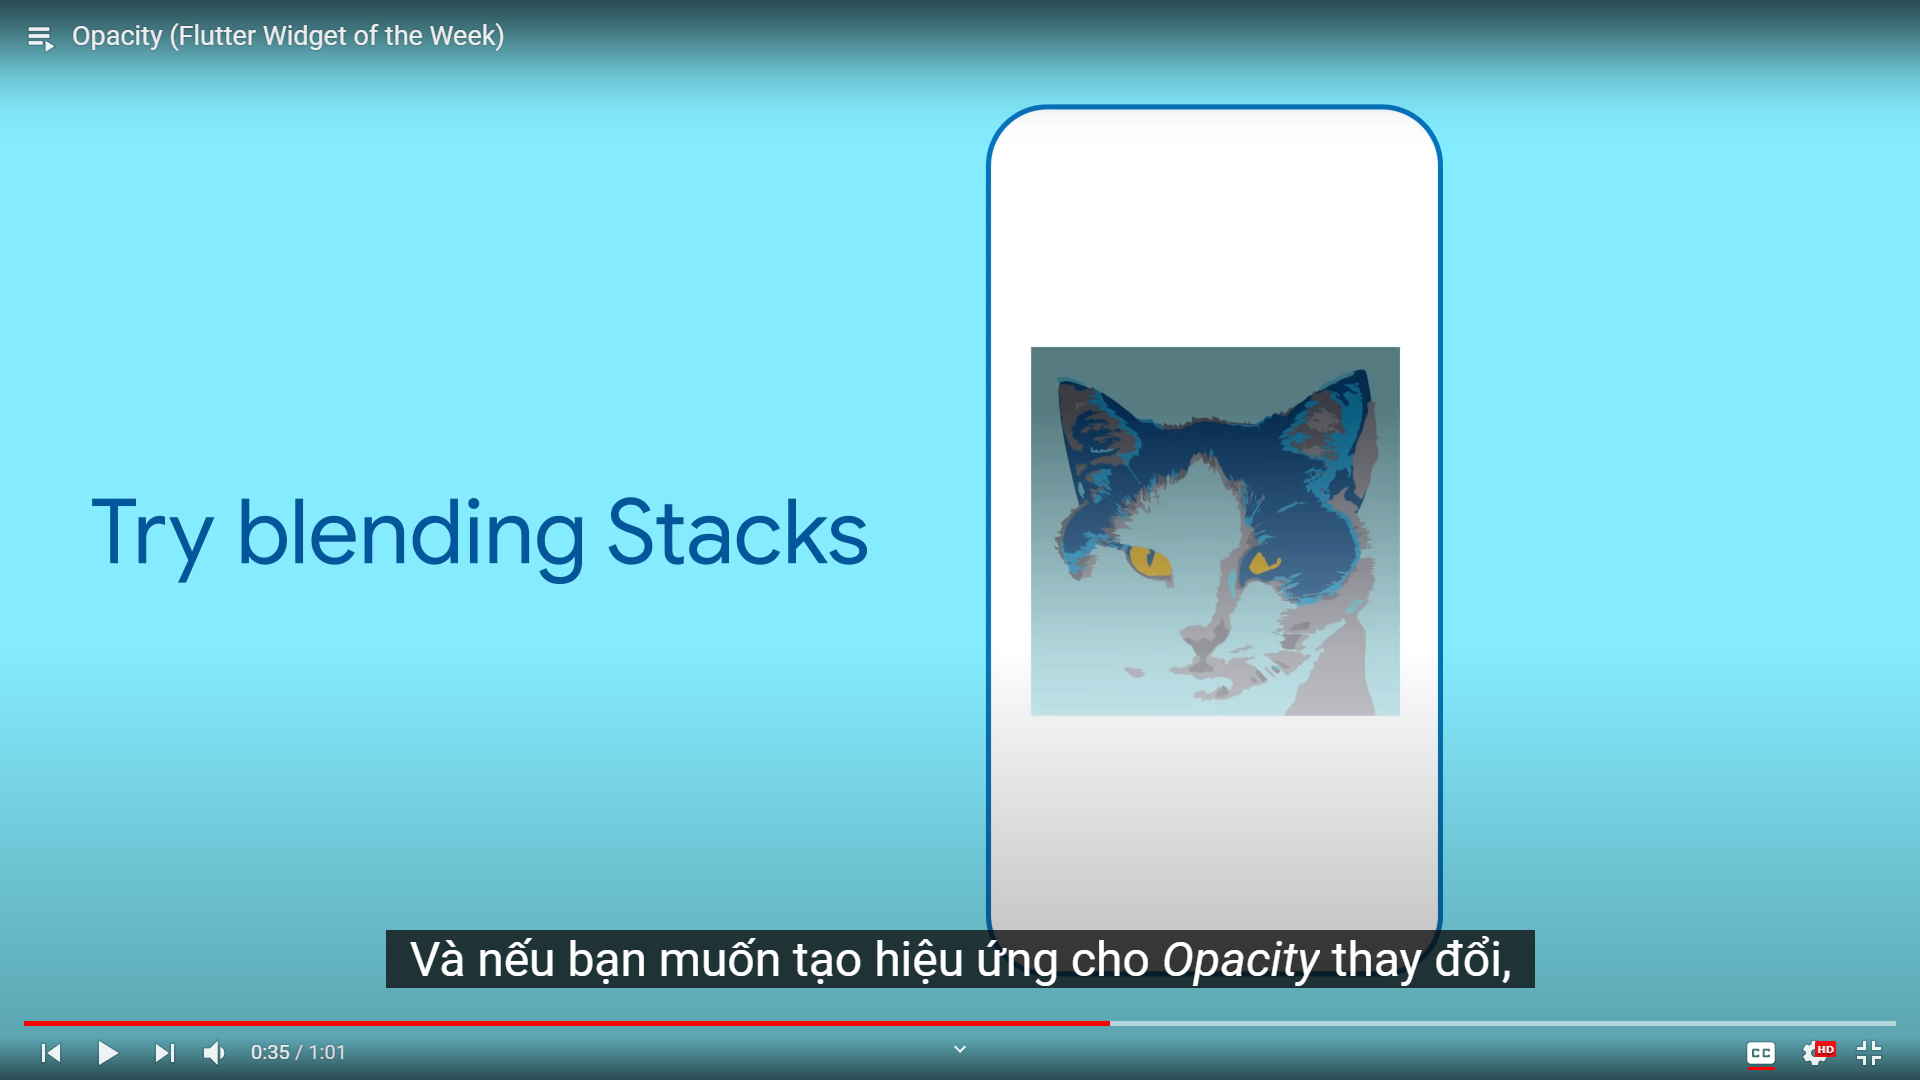 Opacity (Flutter Widget of the Week)
Try blending Stacks
Và nếu bạn muốn tạo hiệu ứng cho Opacity thay đổi,
0:35 / 1:01
CC
HD